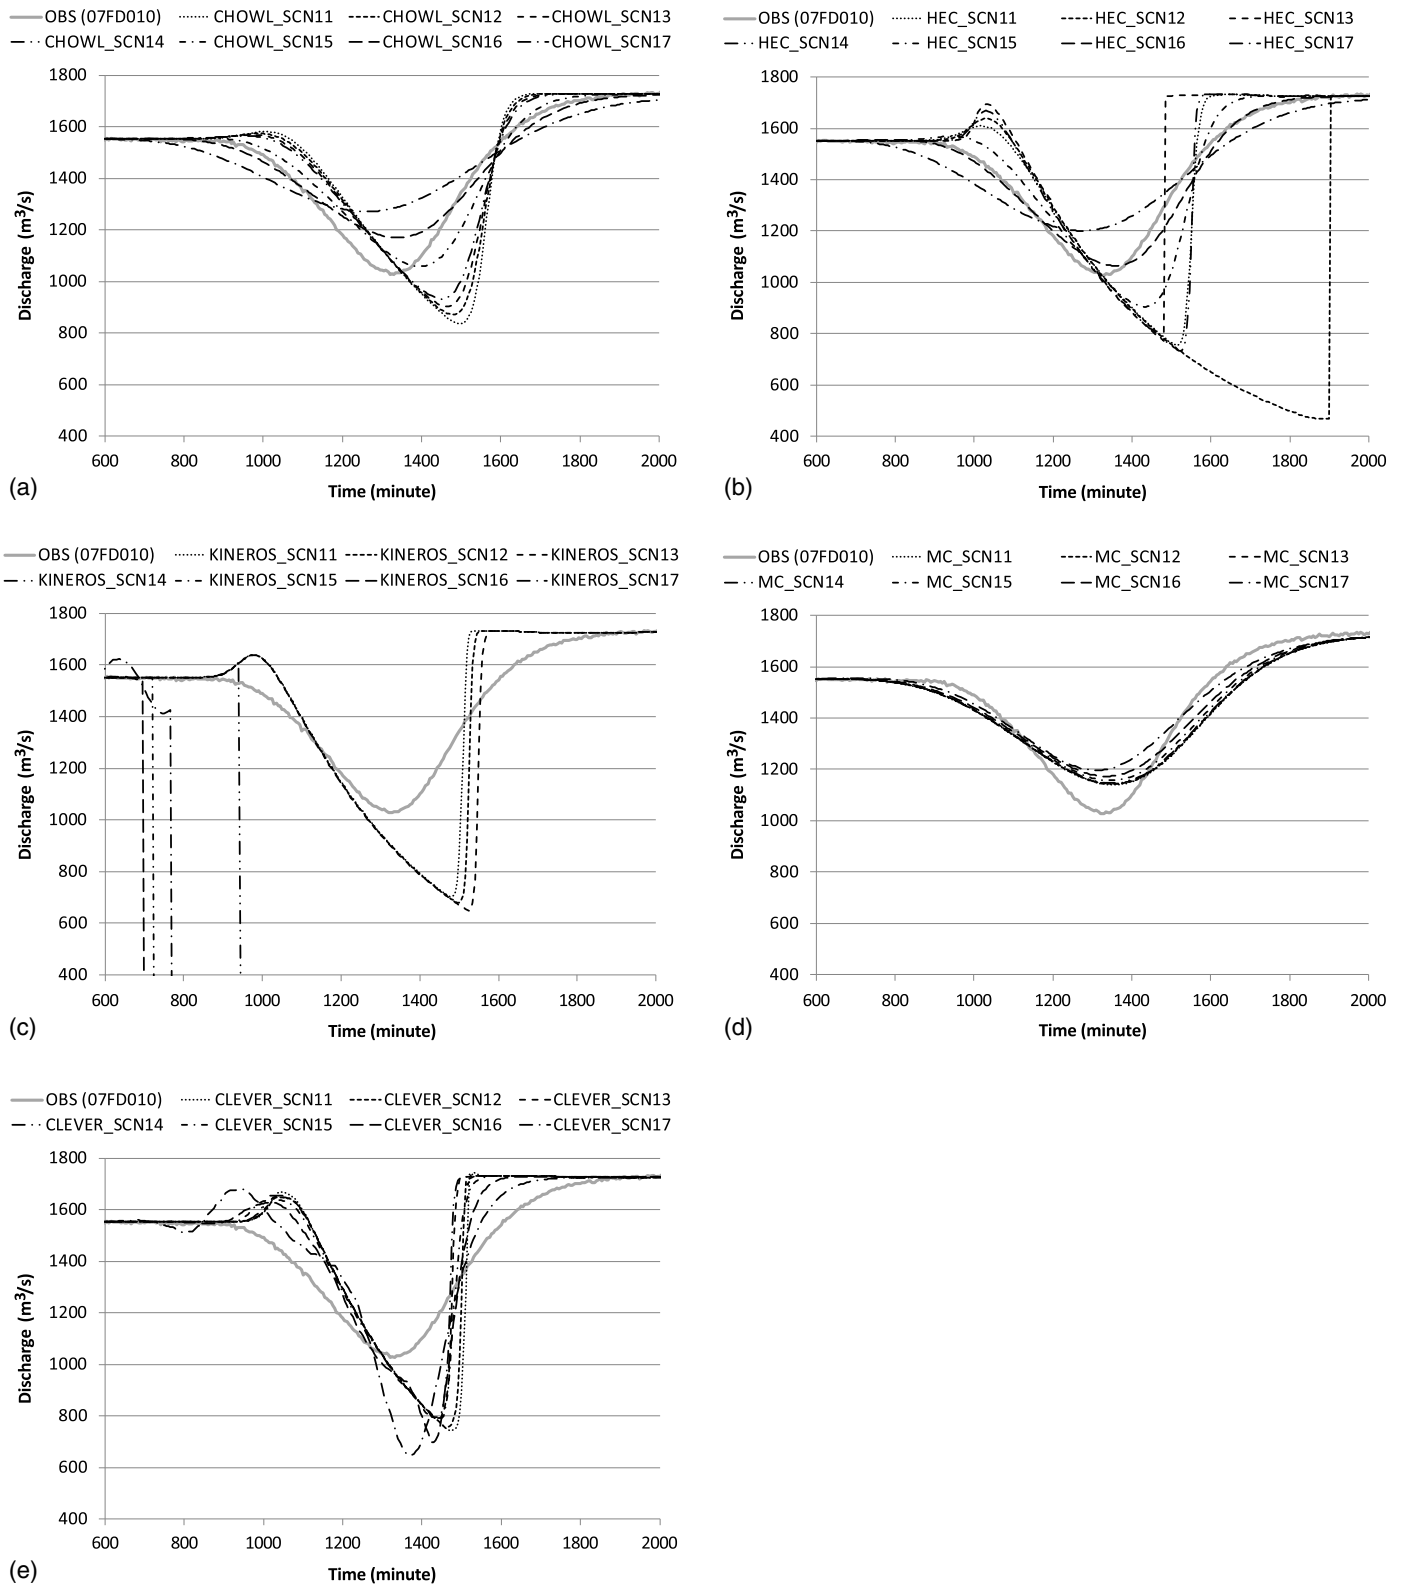 OBS (07FD010) CHOWL_SCN11 CHOWL_SCN12 CHOWL_SCN13
CHOWL_SCN14 CHOWL_SCN15 CHOWL_SCN16 CHOWL_SCN17
1800
1600
1400
1200
1000
800
600
400
Discharge (m³/s)
600 800 1000 1200 1400 1600 1800 2000
Time (minute)
(a)
OBS (07FD010) HEC_SCN11 HEC_SCN12 HEC_SCN13
HEC_SCN14 HEC_SCN15 HEC_SCN16 HEC_SCN17
1800
1600
1400
1200
1000
800
600
400
Discharge (m³/s)
600 800 1000 1200 1400 1600 1800 2000
Time (minute)
(b)
OBS (07FD010) KINEROS_SCN11 KINEROS_SCN12 KINEROS_SCN13
KINEROS_SCN14 KINEROS_SCN15 KINEROS_SCN16 KINEROS_SCN17
1800
1600
1400
1200
1000
800
600
400
Discharge (m³/s)
600 800 1000 1200 1400 1600 1800 2000
Time (minute)
(c)
OBS (07FD010) MC_SCN11 MC_SCN12 MC_SCN13
MC_SCN14 MC_SCN15 MC_SCN16 MC_SCN17
1800
1600
1400
1200
1000
800
600
400
Discharge (m³/s)
600 800 1000 1200 1400 1600 1800 2000
Time (minute)
(d)
OBS (07FD010) CLEVER_SCN11 CLEVER_SCN12 CLEVER_SCN13
CLEVER_SCN14 CLEVER_SCN15 CLEVER_SCN16 CLEVER_SCN17
1800
1600
1400
1200
1000
800
600
400
Discharge (m³/s)
600 800 1000 1200 1400 1600 1800 2000
Time (minute)
(e)